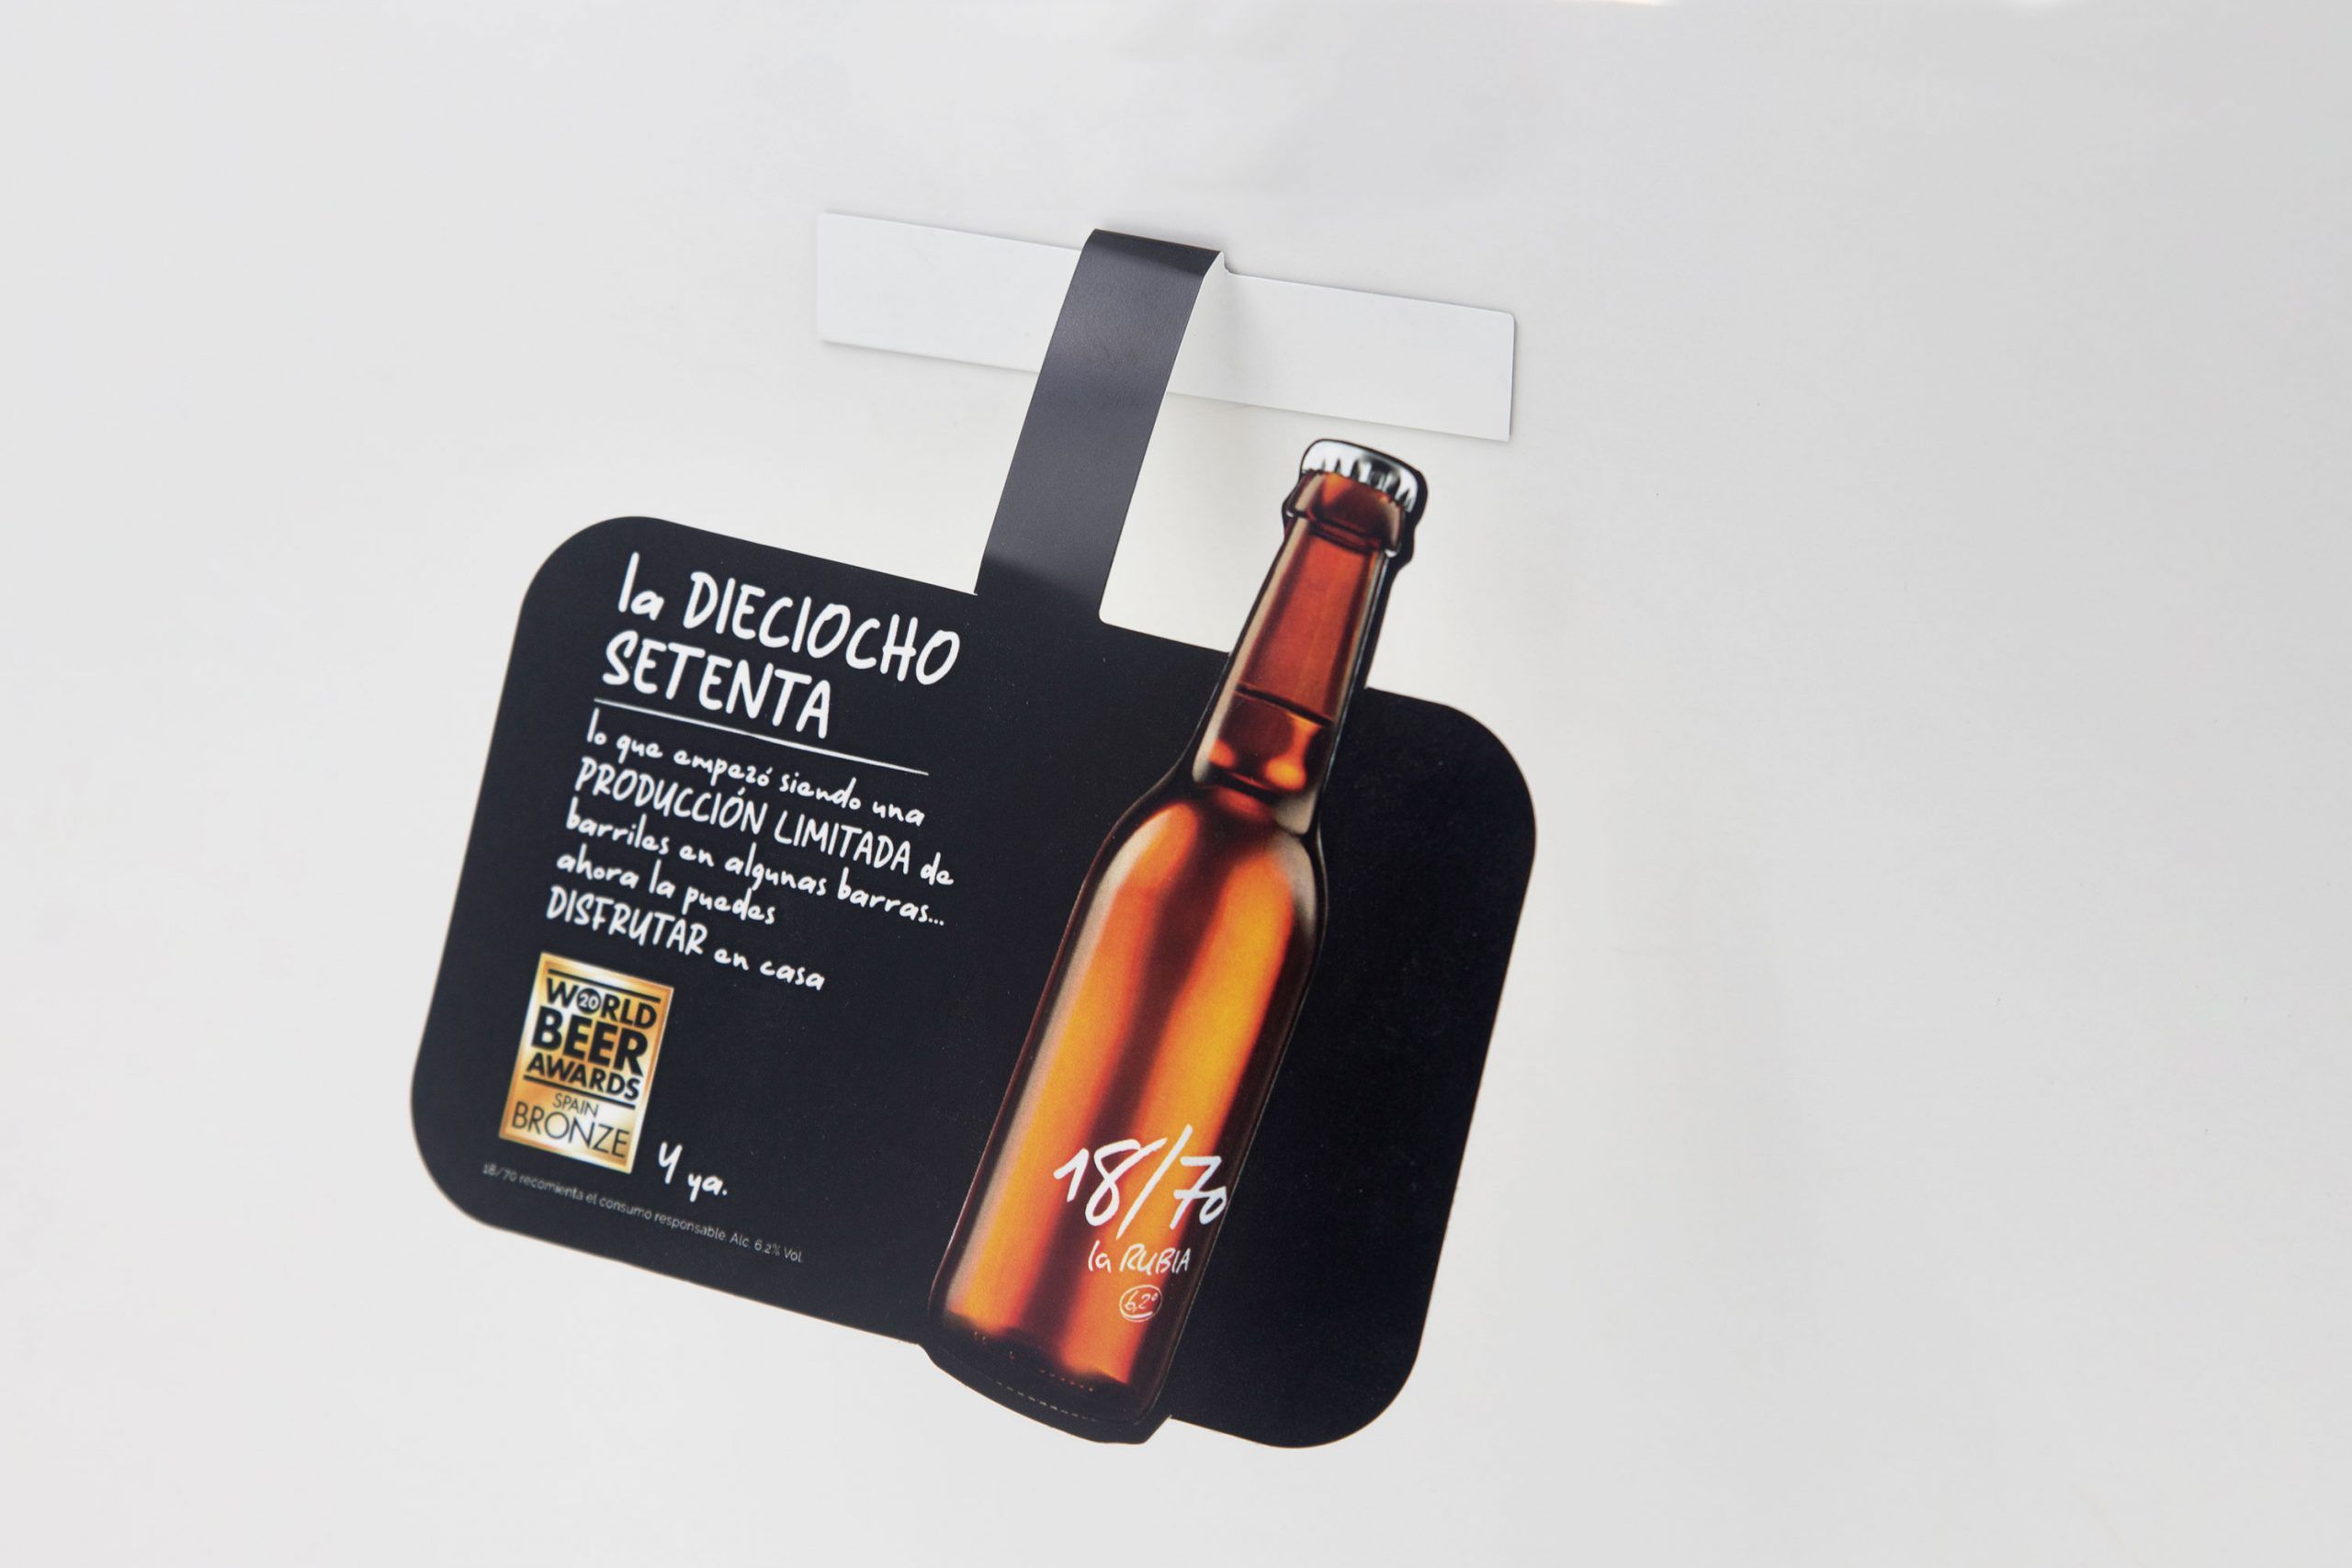 la DIECIOCHO
SETENTA
lo que empezó siendo una
PRODUCCIÓN LIMITADA de
barriles en algunas barras...
ahora la puedes
DISFRUTAR en casa
WORLD
20
BEER
AWARDS
SPAIN
BRONZE
Y ya.
18/70 recomienta el consumo responsable. Alc. 6.2% Vol.
18/70
la RUBIA
6,2°